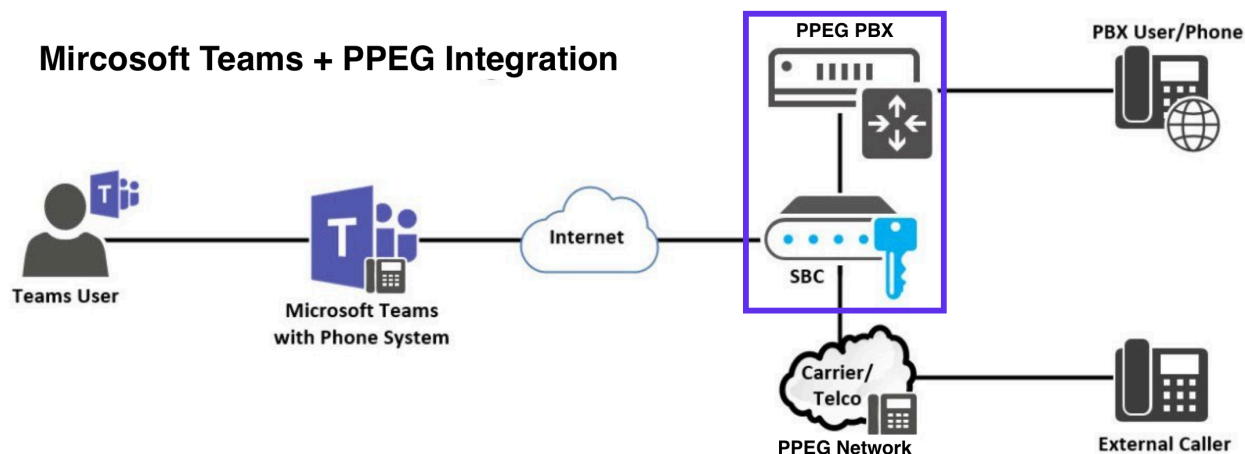 Mircosoft Teams + PPEG Integration
PPEG PBX
PBX User/Phone
T
T
Internet
SBC
Teams User
Microsoft Teams
with Phone System
Carrier/
Telco
PPEG Network
External Caller